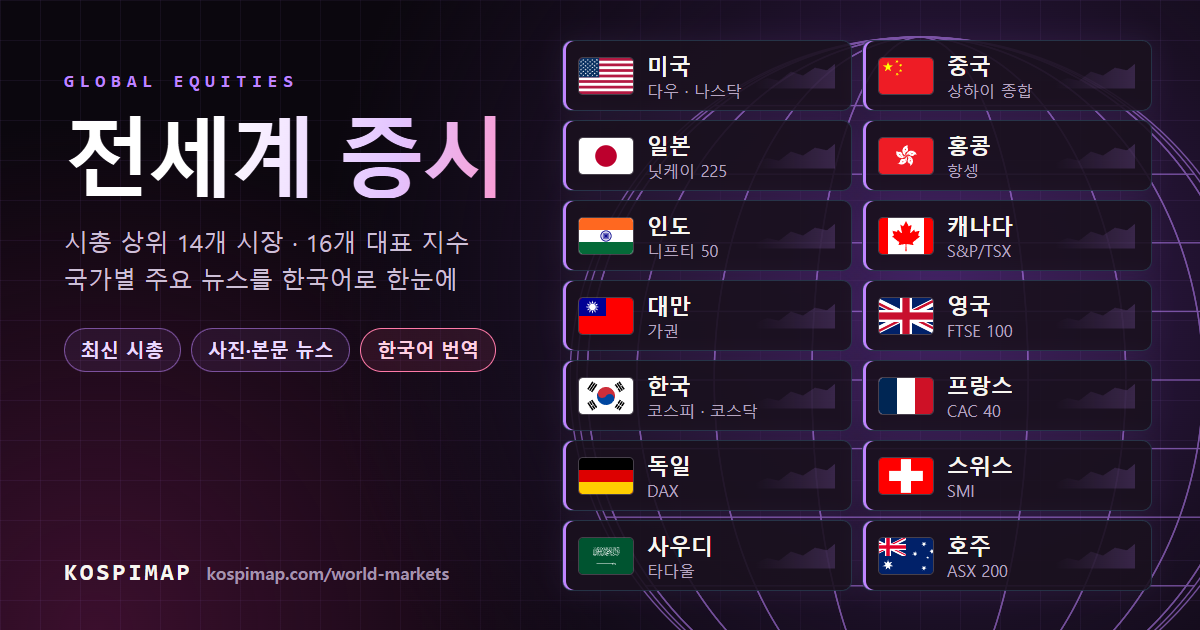 GLOBAL EQUITIES
전세계 증시
시총 상위 14개 시장 · 16개 대표 지수
국가별 주요 뉴스를 한국어로 한눈에
최신 시총
사진·본문 뉴스
한국어 번역
KOSPIMAP kospimap.com/world-markets
미국
다우 · 나스닥
중국
상하이 종합
일본
닛케이 225
홍콩
항셍
인도
니프티 50
캐나다
S&P/TSX
대만
가권
영국
FTSE 100
한국
코스피 · 코스닥
프랑스
CAC 40
독일
DAX
스위스
SMI
사우디
타다울
호주
ASX 200